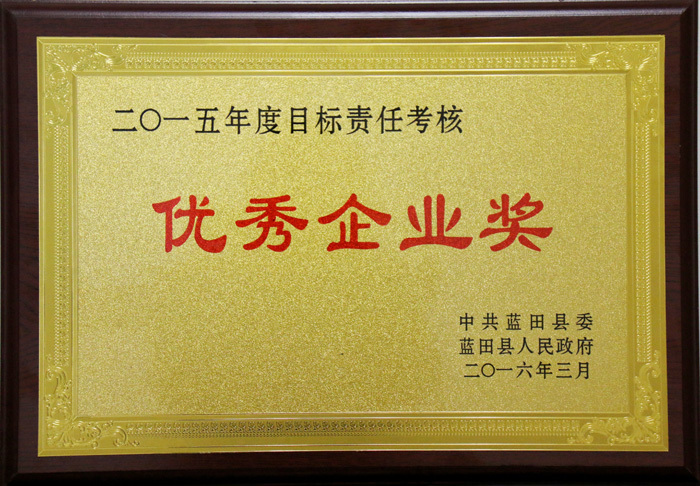 二〇一五年度目标责任考核
优秀企业奖
中共蓝田县委
蓝田县人民政府
二〇一六年三月